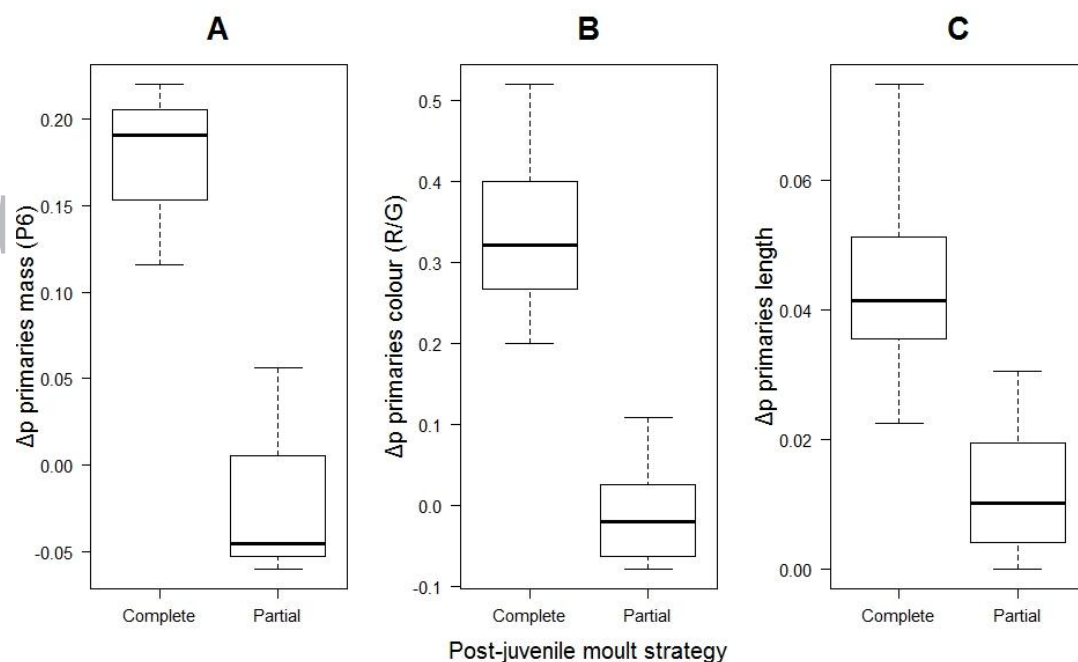 A
Δp primaries mass (P6)
0.20
0.15
0.10
0.05
0.00
-0.05
Complete
Partial
B
Δp primaries colour (R/G)
0.5
0.4
0.3
0.2
0.1
0.0
-0.1
Complete
Partial
C
Δp primaries length
0.06
0.04
0.02
0.00
Complete
Partial
Post-juvenile moult strategy